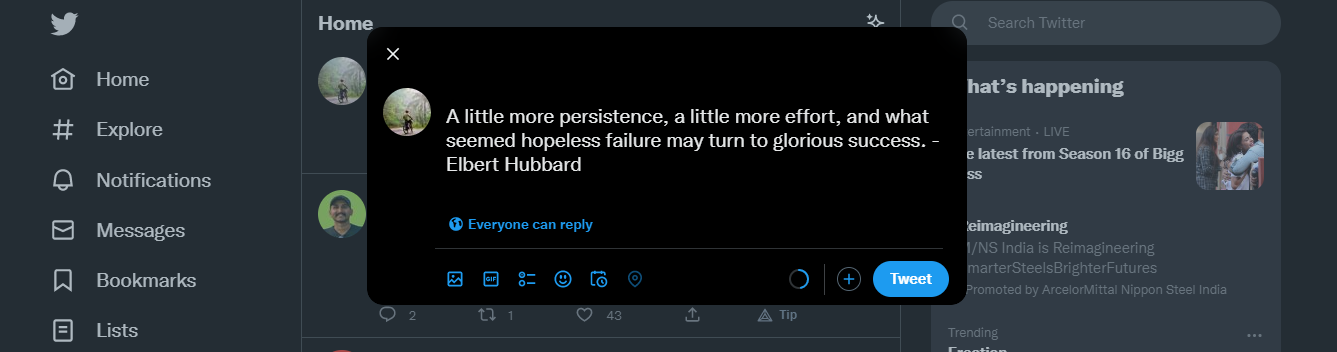 Home
Search Twitter
Home
Explore
Notifications
Messages
Bookmarks
Lists
A little more persistence, a little more effort, and what
seemed hopeless failure may turn to glorious success. -
Elbert Hubbard
Everyone can reply
GIF
Tweet
2
1
43
Tip
hat's happening
ertainment · LIVE
e latest from Season 16 of Bigg
ss
Reimagineering
M/NS India is Reimagineering
marterSteelsBrighterFutures
Promoted by ArcelorMittal Nippon Steel India
Trending